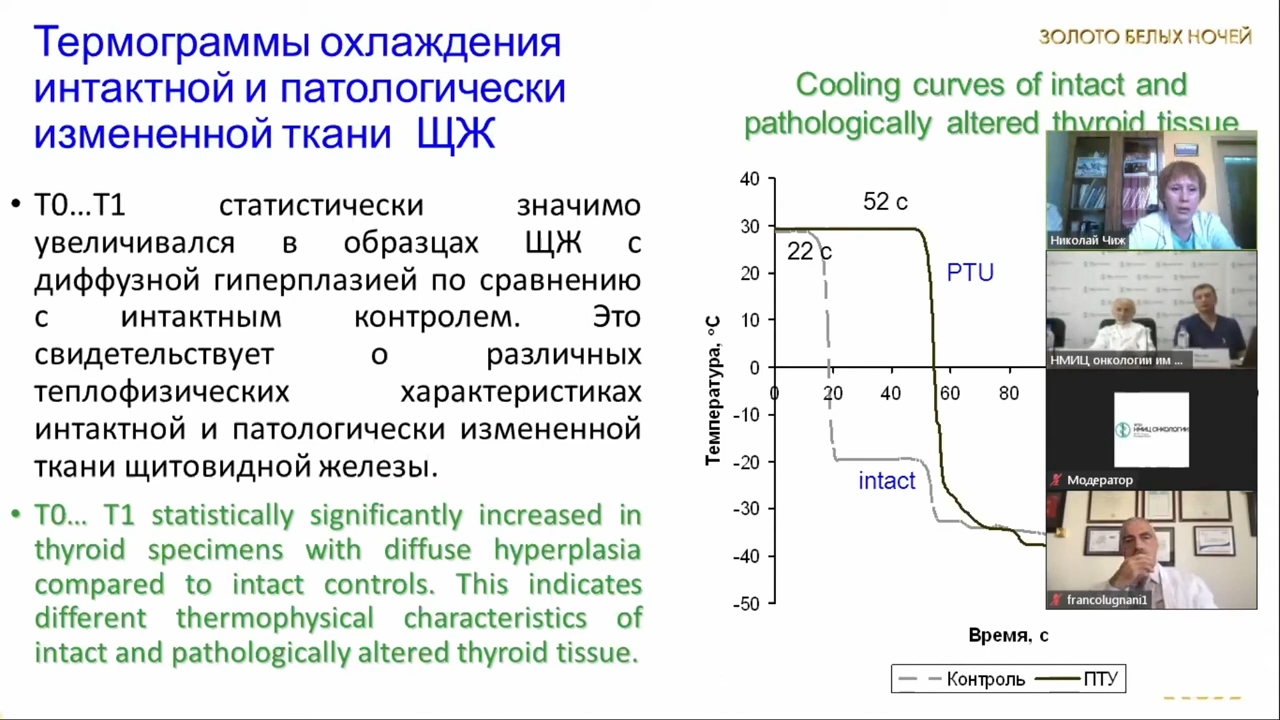 Термограммы охлаждения
интактной и патологически
измененной ткани ЩЖ
• Т0...Т1 статистически значимо
увеличивался в образцах ЩЖ с
диффузной гиперплазией по сравнению
с интактным контролем. Это
свидетельствует о различных
теплофизических характеристиках
интактной и патологически измененной
ткани щитовидной железы.
• T0... T1 statistically significantly increased in
thyroid specimens with diffuse hyperplasia
compared to intact controls. This indicates
different thermophysical characteristics of
intact and pathologically altered thyroid tissue.
ЗОЛОТО БЕЛЫХ НОЧЕЙ
Cooling curves of intact and
pathologically altered thyroid tissue
40
30
20
10
0
-10
-20
-30
-40
-50
Температура, °С
0 20 40 60 80
52 с
22 с
PTU
intact
Время, с
Контроль ПТУ
Николай Чиж
НМИЦ онкологии им ...
НМИЦ ОНКОЛОГИИ
Модератор
francolugnani1